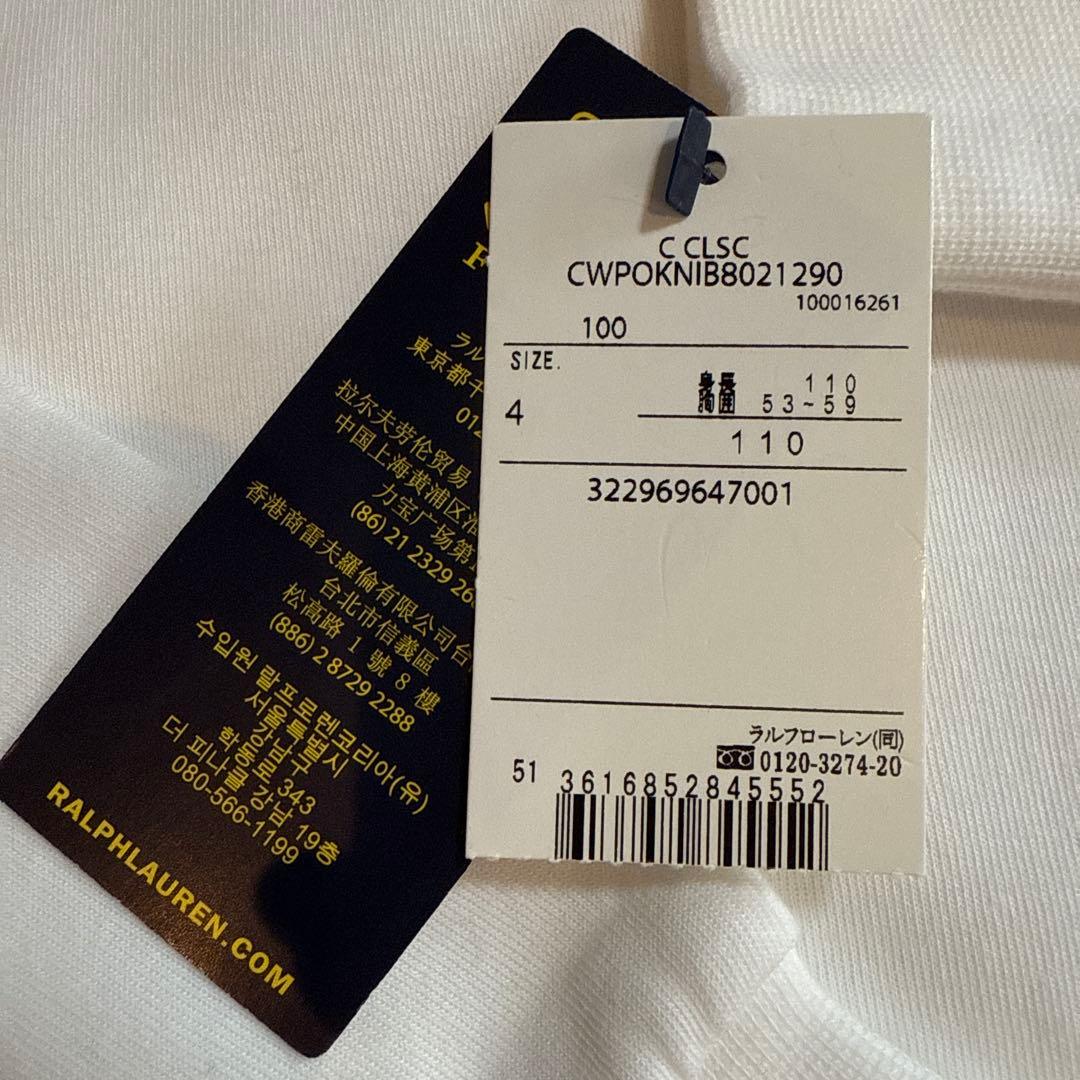 C CLSC
CWPOKNIB8021290
100016261
100
SIZE.
身長 110
胸囲 53~59
4
110
322969647001
ラルフローレン(同)
0120-3274-20
51
3616852845552
ラル
東京都千
012
拉尔夫劳伦贸易
中国上海黄浦区淮
力宝广场第
(86)21 2329 26
香港商雷夫羅倫有限公司台
台北市信義區
松高路 1 號 8 樓
(886) 2 8729 2288
수입원 랄프로렌코리아(유)
서울특별시
강남구
학동로 343
더 피나클 강남 19층
080-566-1199
RALPHLAUREN.COM